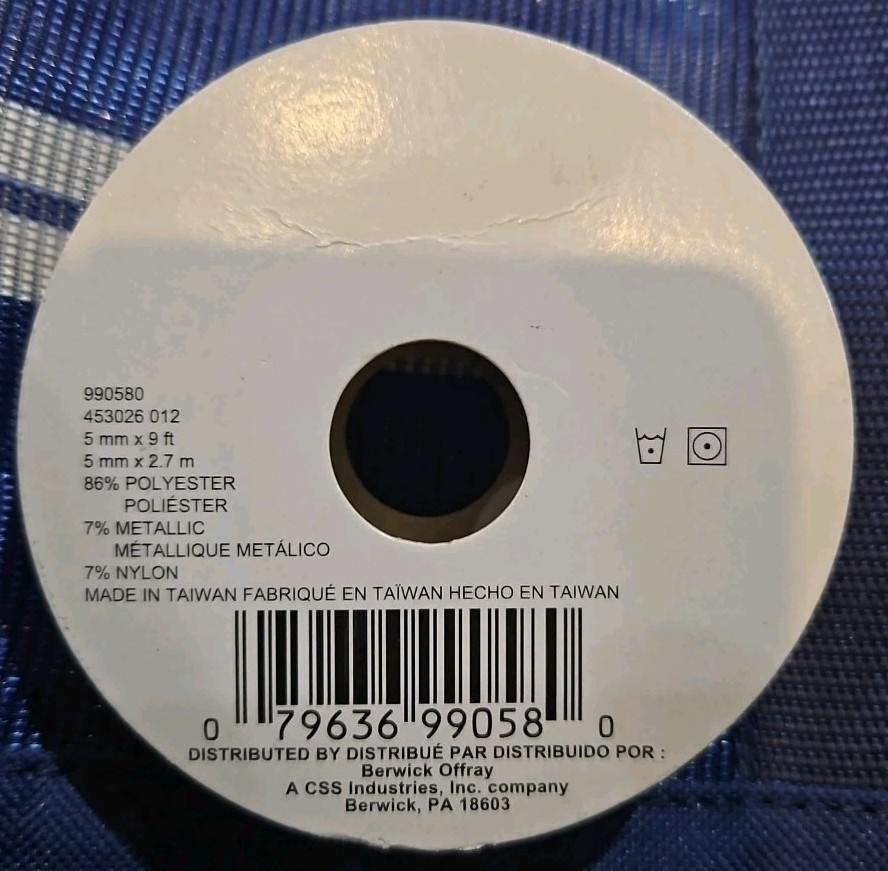 990580
453026 012
5 mm x 9 ft
5 mm x 2.7 m
86% POLYESTER
POLIÉSTER
7% METALLIC
MÉTALLIQUE METÁLICO
7% NYLON
MADE IN TAIWAN FABRIQUÉ EN TAÏWAN HECHO EN TAIWAN
0 79636 99058 0
DISTRIBUTED BY DISTRIBUÉ PAR DISTRIBUIDO POR :
Berwick Offray
A CSS Industries, Inc. company
Berwick, PA 18603